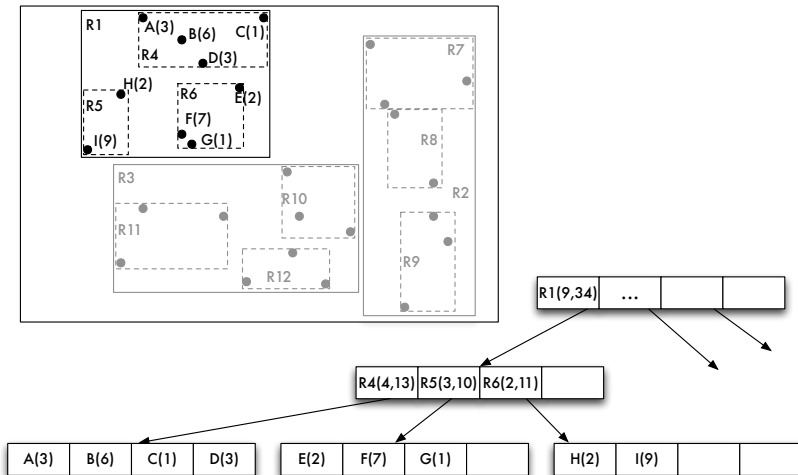 R1
A(3)
C(1)
B(6)
R4
D(3)
R7
H(2)
R5
R6
E(2)
F(7)
G(1)
I(9)
R8
R3
R10
R2
R11
R12
R9
R1(9,34) ...
R4(4,13) R5(3,10) R6(2,11)
A(3) B(6) C(1) D(3) E(2) F(7) G(1) H(2) I(9)